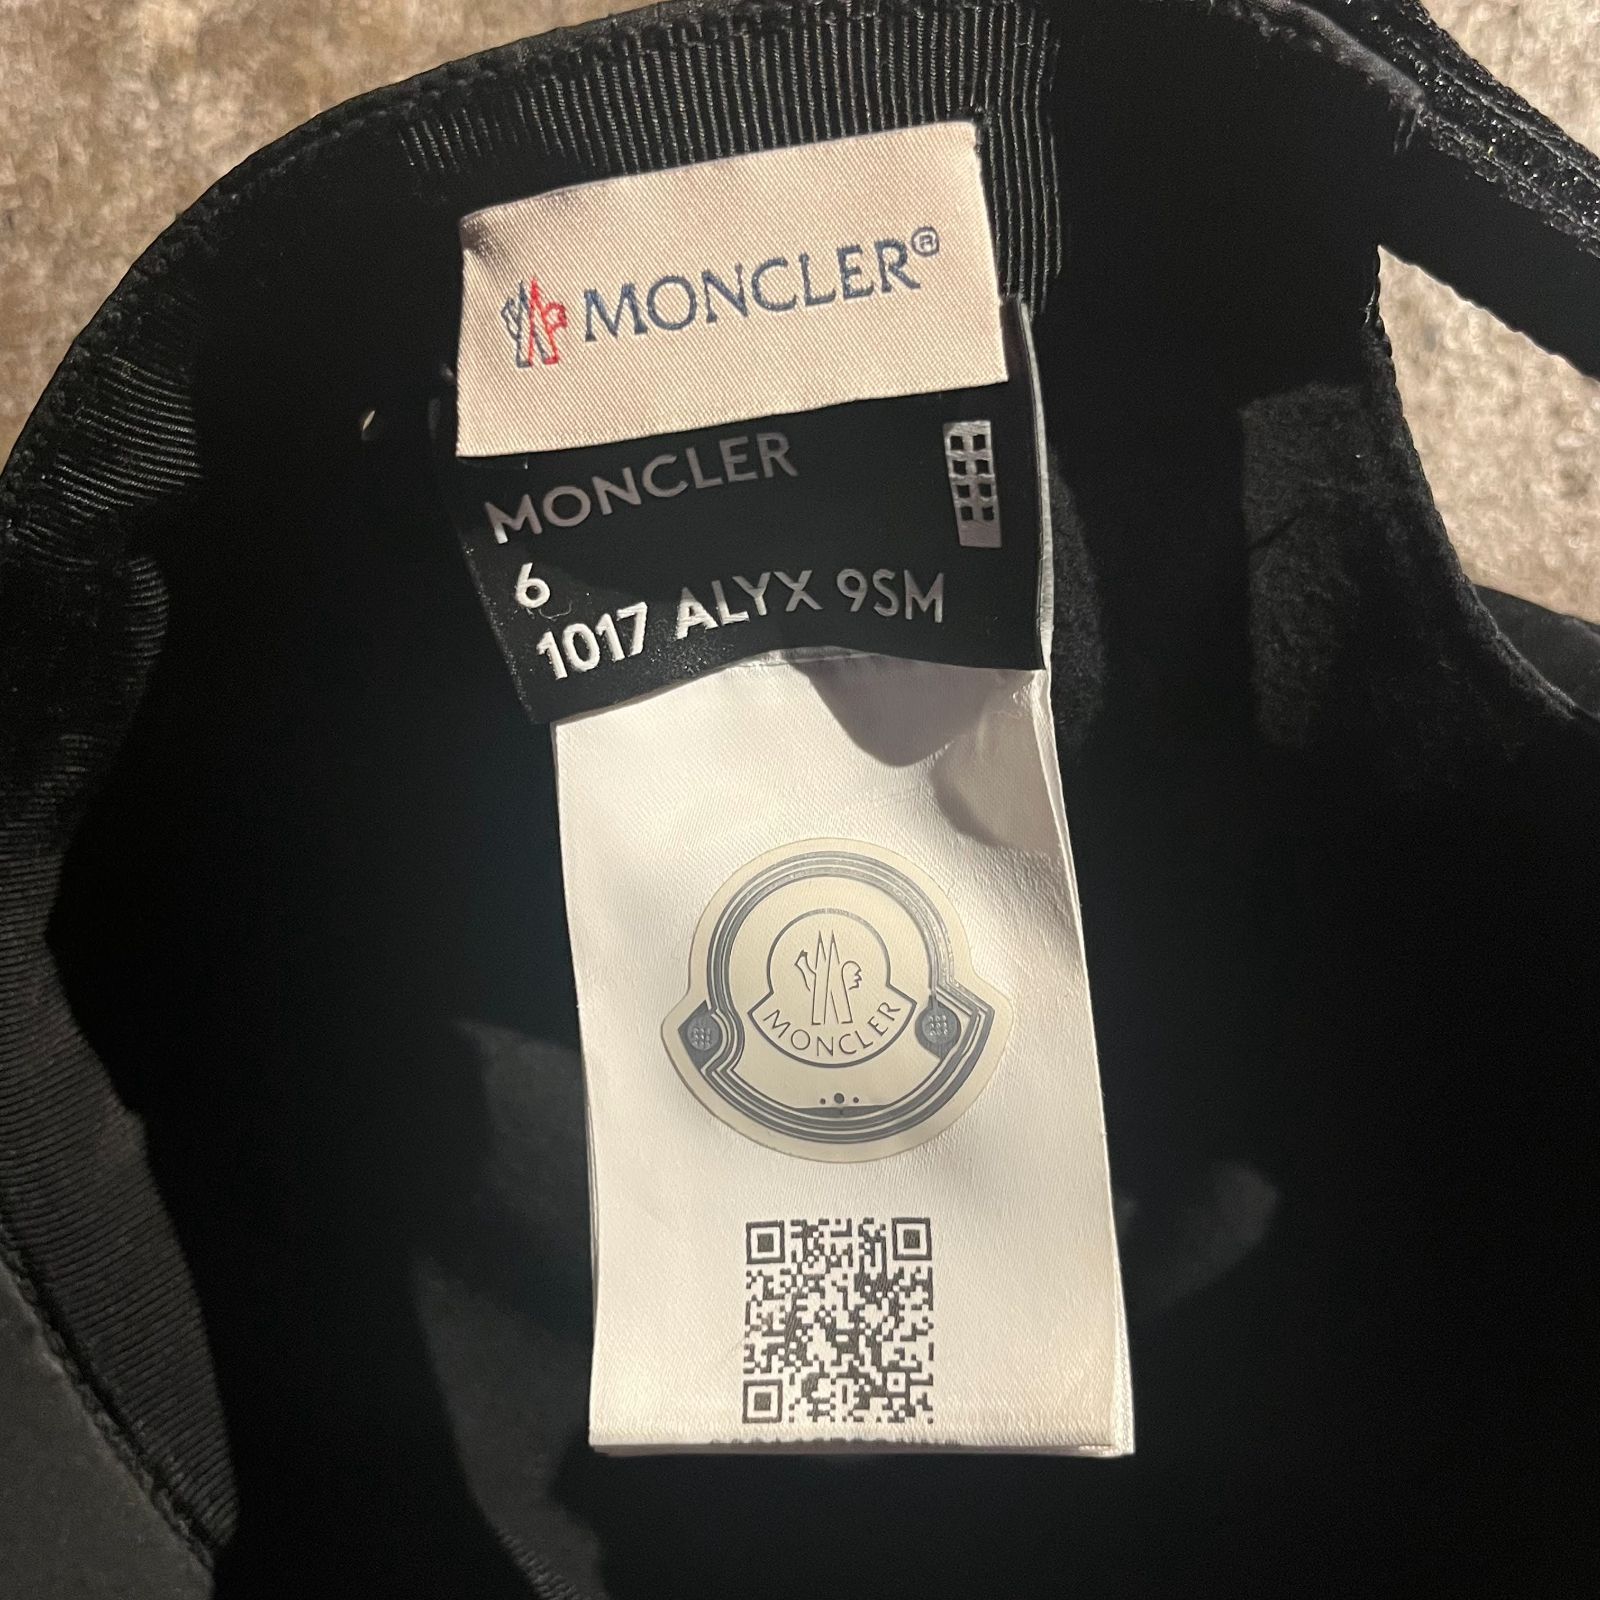 MONCLER®
MONCLER
6
1017 ALYX 9SM
MONCLER